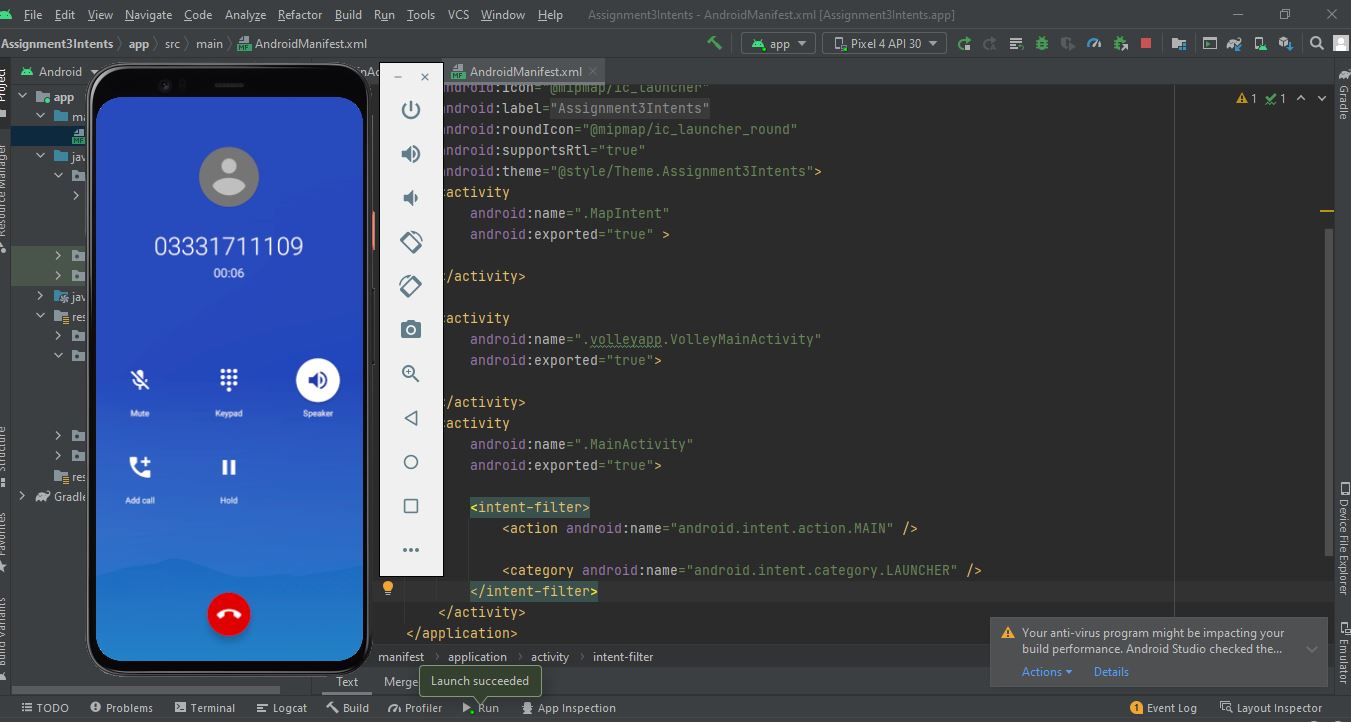 File Edit View Navigate Code Analyze Refactor Build Run Tools VCS Window Help Assignment3Intents - AndroidManifest.xml [Assignment3Intents.app]
Assignment3Intents app src main AndroidManifest.xml app Pixel 4 API 30
Android AndroidManifest.xml
android:icon="@mipmap/ic_launcher"
android:label="Assignment3Intents"
android:roundIcon="@mipmap/ic_launcher_round"
android:supportsRtl="true"
android:theme="@style/Theme.Assignment3Intents">
activity
android:name=".MapIntent"
android:exported="true" >
/activity>
activity
android:name=".volleyapp.VolleyMainActivity"
android:exported="true">
/activity>
activity
android:name=".MainActivity"
android:exported="true">
<intent-filter>
<action android:name="android.intent.action.MAIN" />
<category android:name="android.intent.category.LAUNCHER" />
</intent-filter>
</activity>
</application>
1 1
app
ma
jav
jav
res
res
Gradle
03331711109
00:06
Mute Keypad Speaker
Add call Hold
Project
Resource Manager
Structure
Favorites
Build Variants
Gradle
Device File Explorer
Emulator
manifest application activity intent-filter
Text Merge
Launch succeeded
Your anti-virus program might be impacting your
build performance. Android Studio checked the...
Actions Details
TODO Problems Terminal Logcat Build Profiler Run App Inspection 1 Event Log Layout Inspector